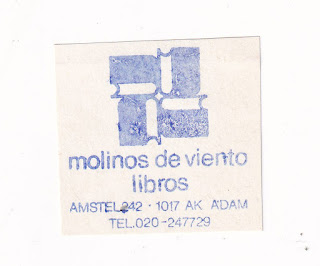 molinos de viento
libros
AMSTEL 242 · 1017 AK A'DAM
TEL.020-247729